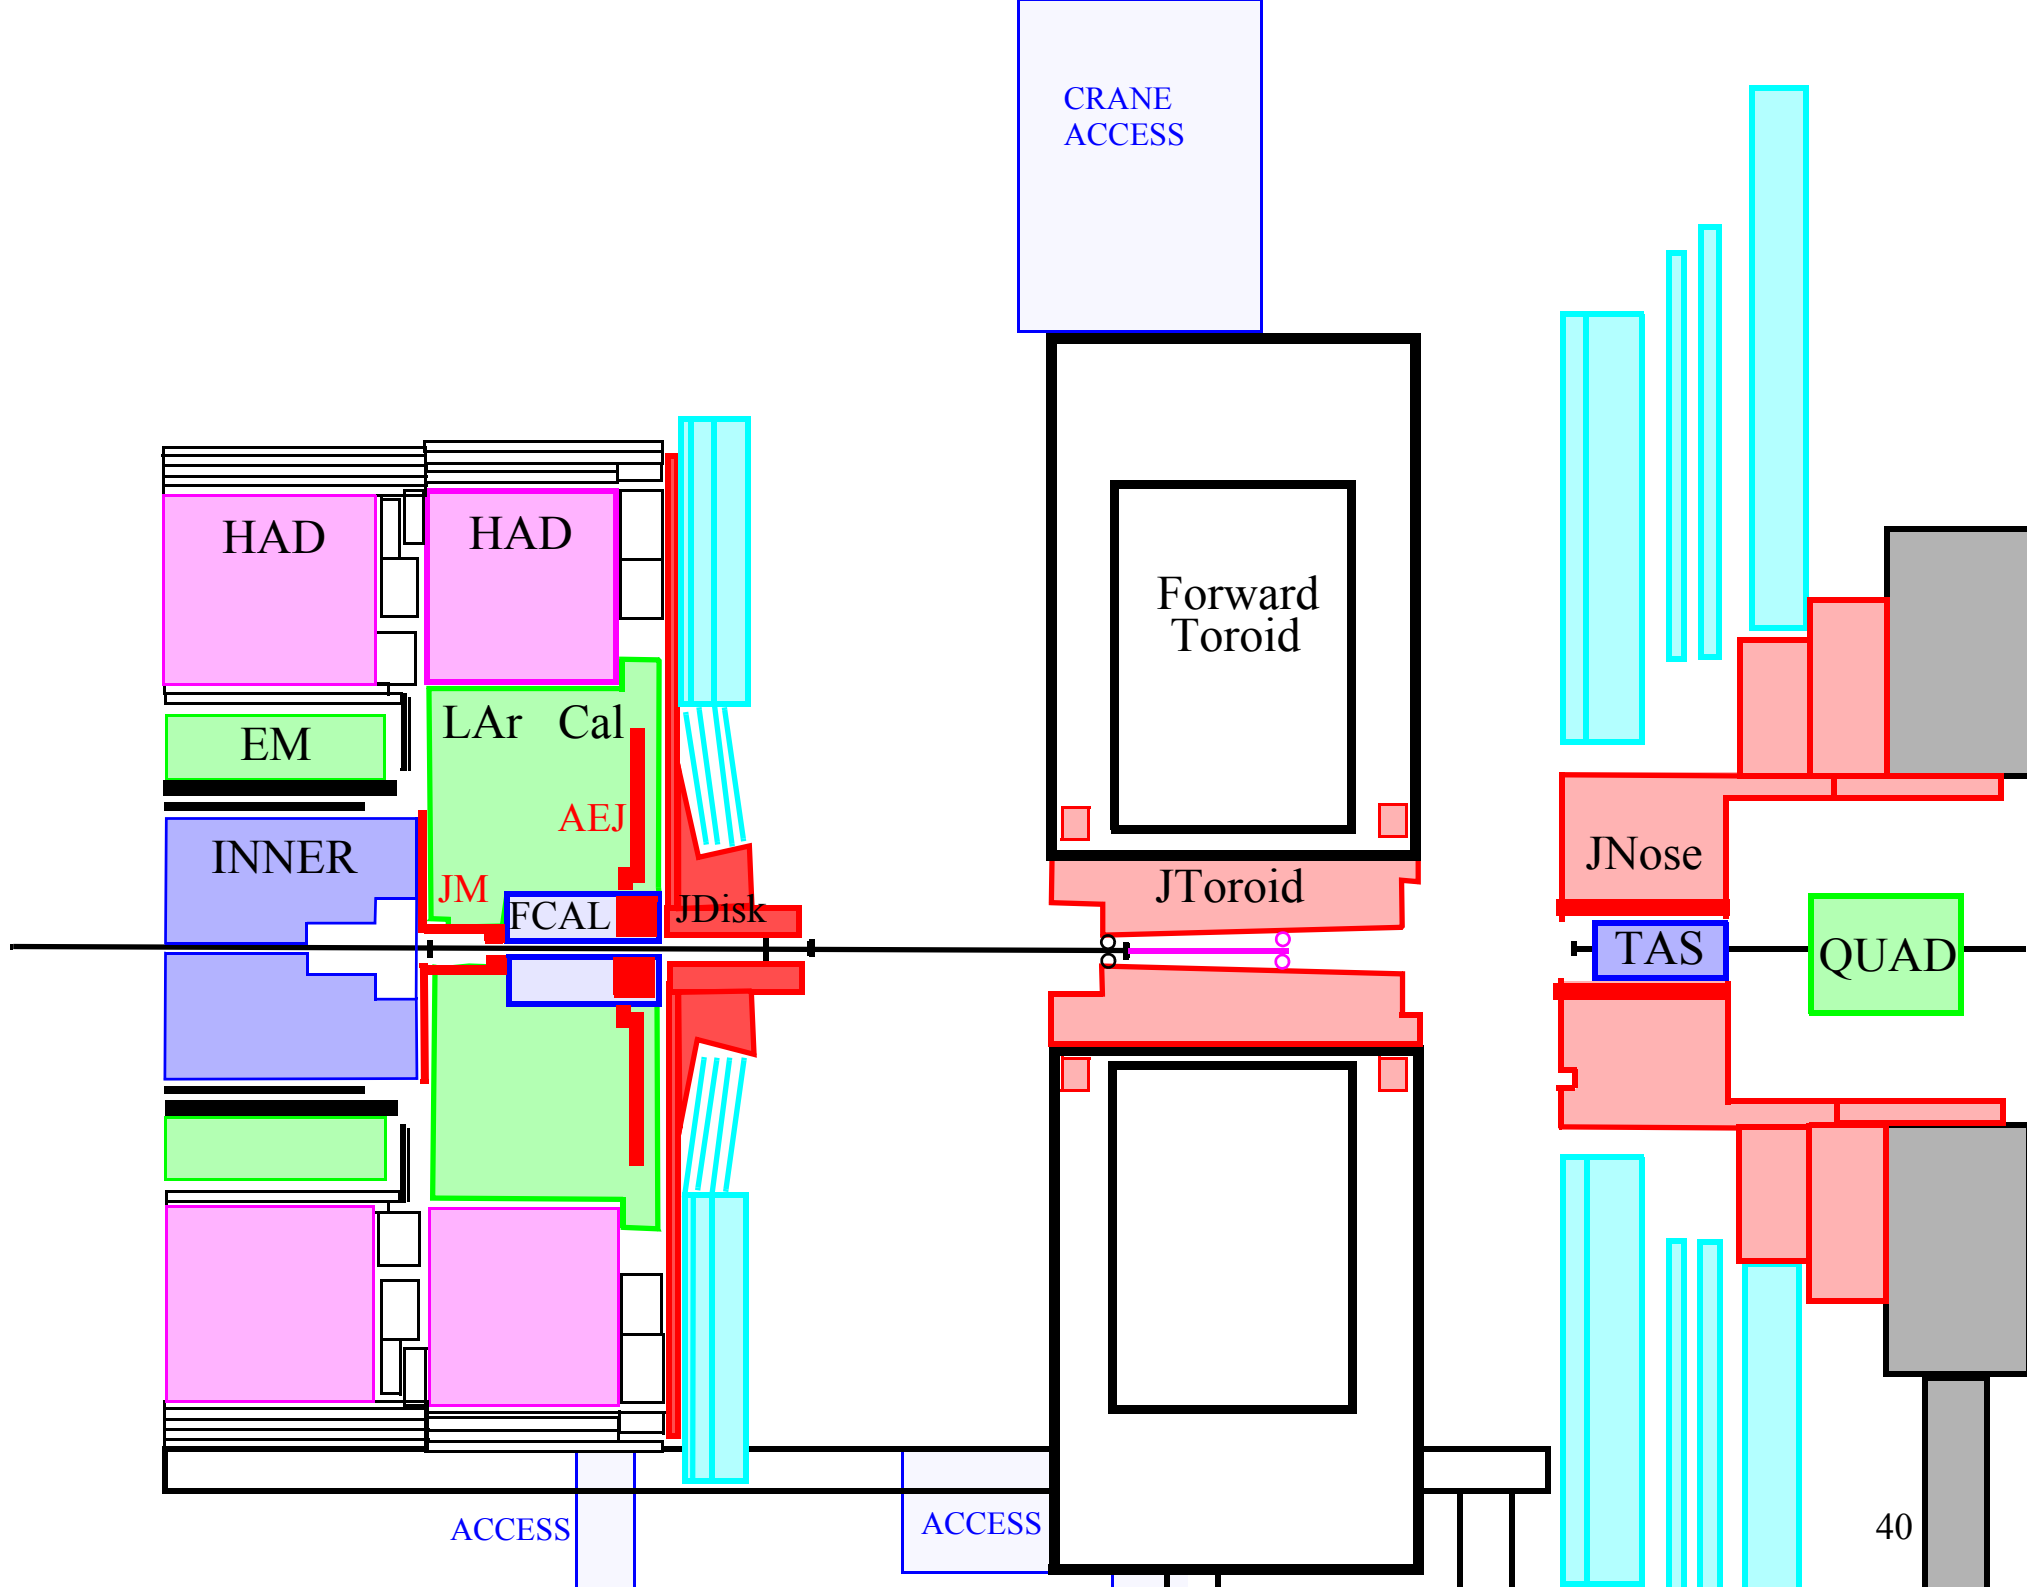 CRANE
ACCESS
HAD
HAD
Forward
Toroid
LAr Cal
EM
AEJ
INNER
JM
FCAL
JDisk
JToroid
JNose
TAS
QUAD
ACCESS
ACCESS
40